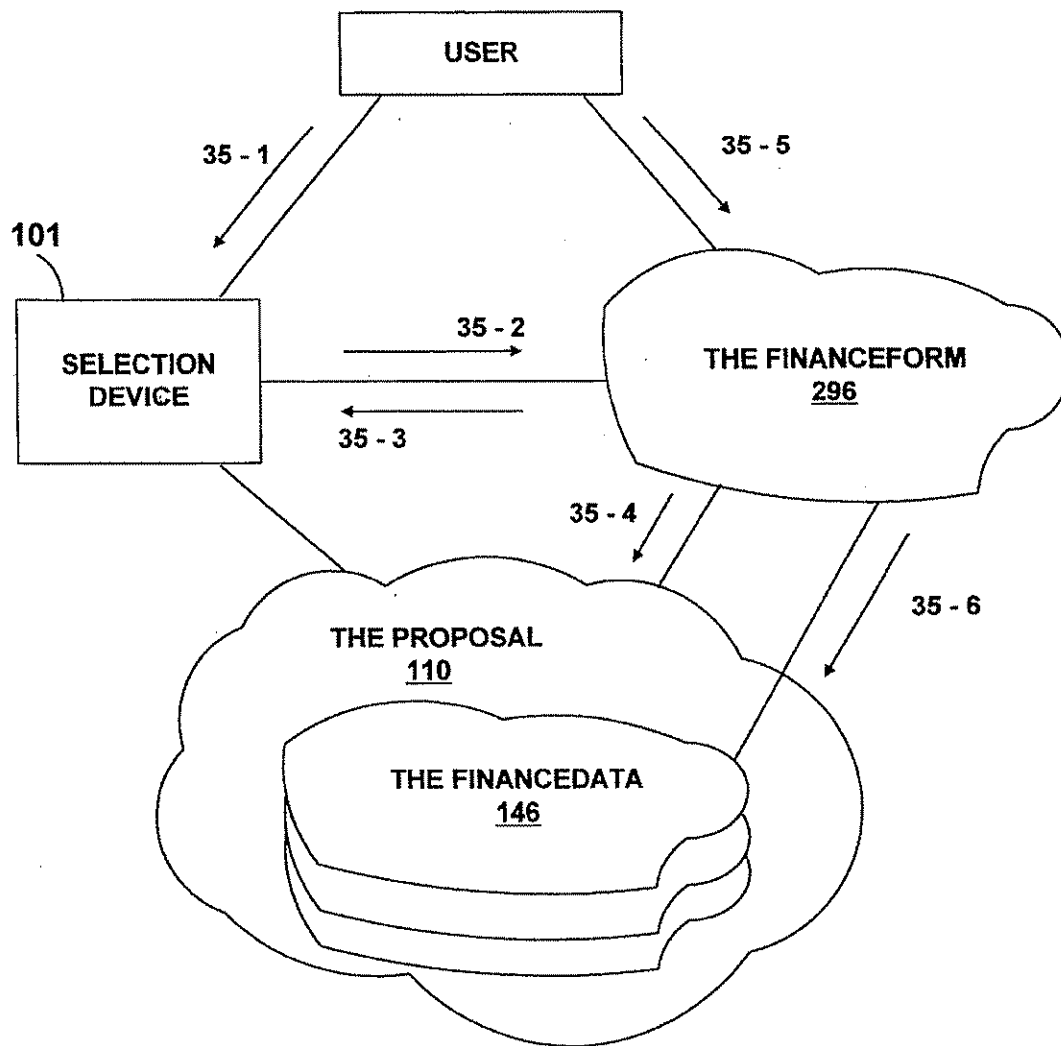 USER
35 - 1
35 - 5
101
SELECTION
DEVICE
35 - 2
THE FINANCEFORM
296
35 - 3
35 - 4
35 - 6
THE PROPOSAL
110
THE FINANCEDATA
146